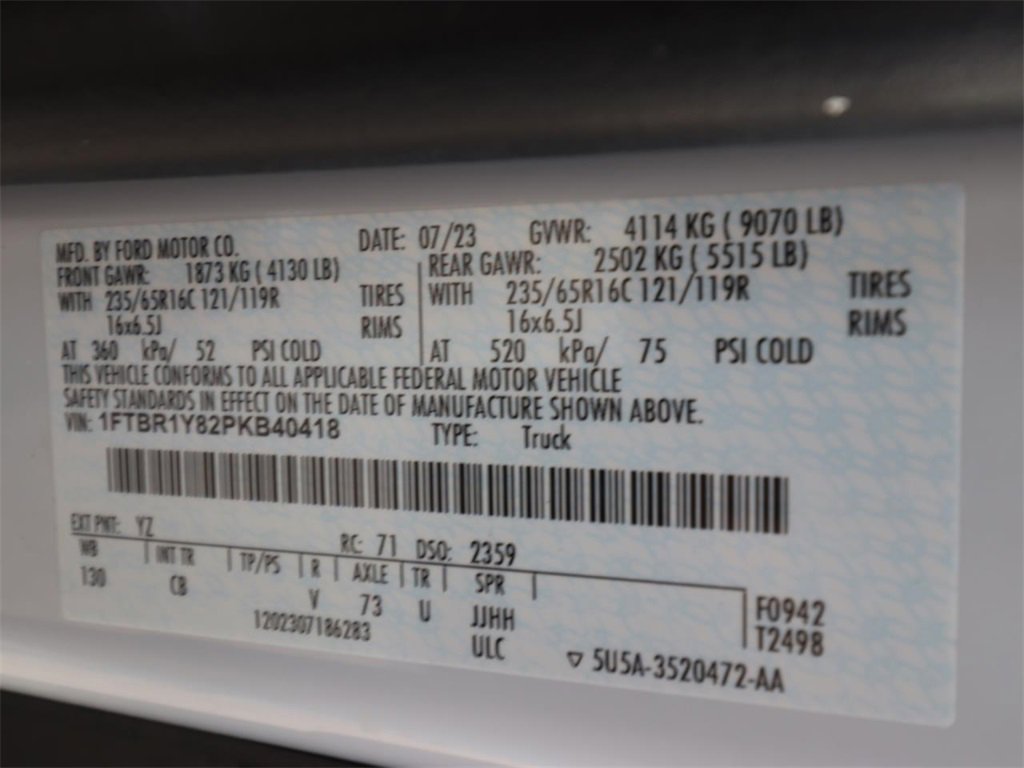 MFD. BY FORD MOTOR CO. DATE: 07/23 GVWR: 4114 KG ( 9070 LB)
FRONT GAWR: 1873 KG ( 4130 LB) REAR GAWR: 2502 KG ( 5515 LB)
WITH 235/65R16C 121/119R TIRES WITH 235/65R16C 121/119R TIRES
16x6.5J RIMS 16x6.5J RIMS
AT 360 kPa/ 52 PSI COLD AT 520 kPa/ 75 PSI COLD
THIS VEHICLE CONFORMS TO ALL APPLICABLE FEDERAL MOTOR VEHICLE
SAFETY STANDARDS IN EFFECT ON THE DATE OF MANUFACTURE SHOWN ABOVE.
VIN: 1FTBR1Y82PKB40418 TYPE: Truck
EXT PNT: YZ RC: 71 DSO: 2359
WB INT TR TP/PS R AXLE TR SPR
130 CB V 73 U JJHH F0942
1202307186283 ULC T2498
5U5A-3520472-AA